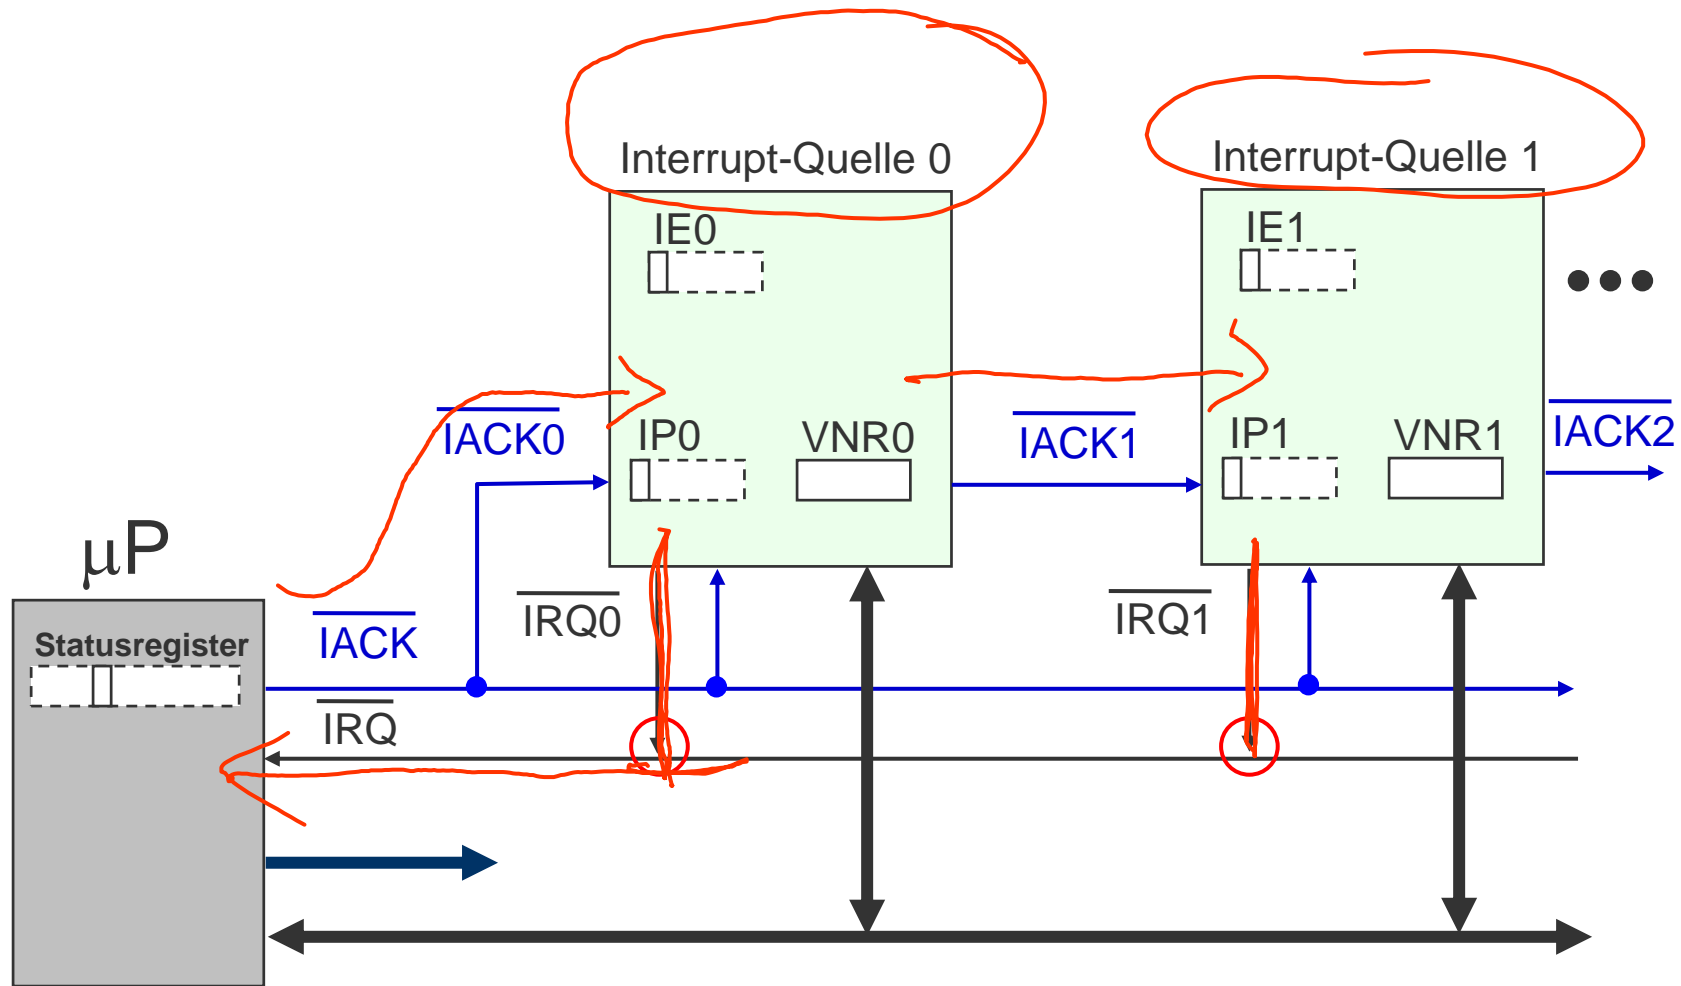 Interrupt-Quelle 0
Interrupt-Quelle 1
IE0
IE1
IACK0
IP0
VNR0
IACK1
IP1
VNR1
IACK2
µP
Statusregister
IACK
IRQ0
IRQ1
IRQ